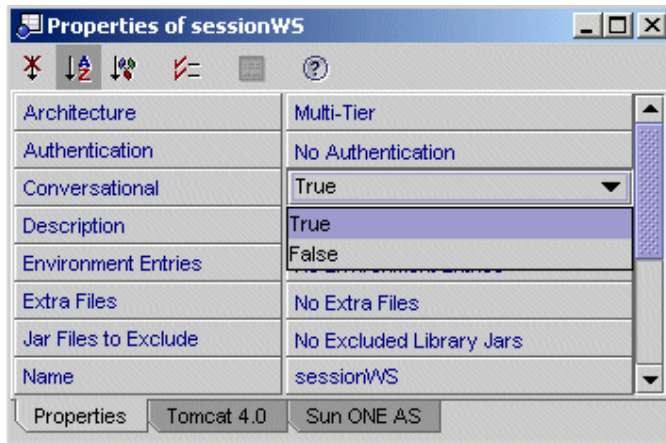 Properties of sessionWS
Architecture Multi-Tier
Authentication No Authentication
Conversational True
Description True
False
Environment Entries
Extra Files No Extra Files
Jar Files to Exclude No Excluded Library Jars
Name sessionWS
Properties Tomcat 4.0 Sun ONE AS